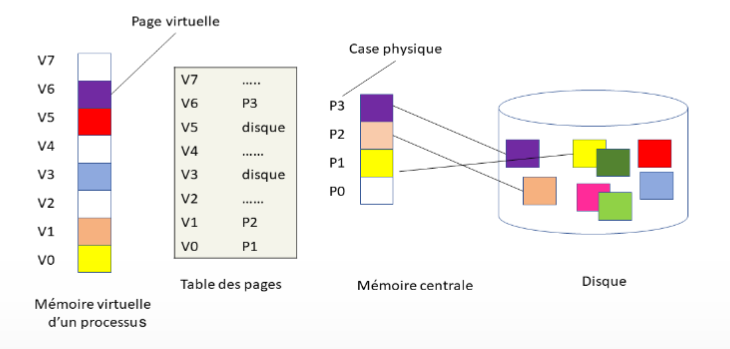 Page virtuelle
V7
V6
V5
V4
V3
V2
V1
V0
Mémoire virtuelle
d'un processus
V7 .....
V6 P3
V5 disque
V4 ......
V3 disque
V2 ......
V1 P2
V0 P1
Table des pages
Case physique
P3
P2
P1
P0
Mémoire centrale
Disque